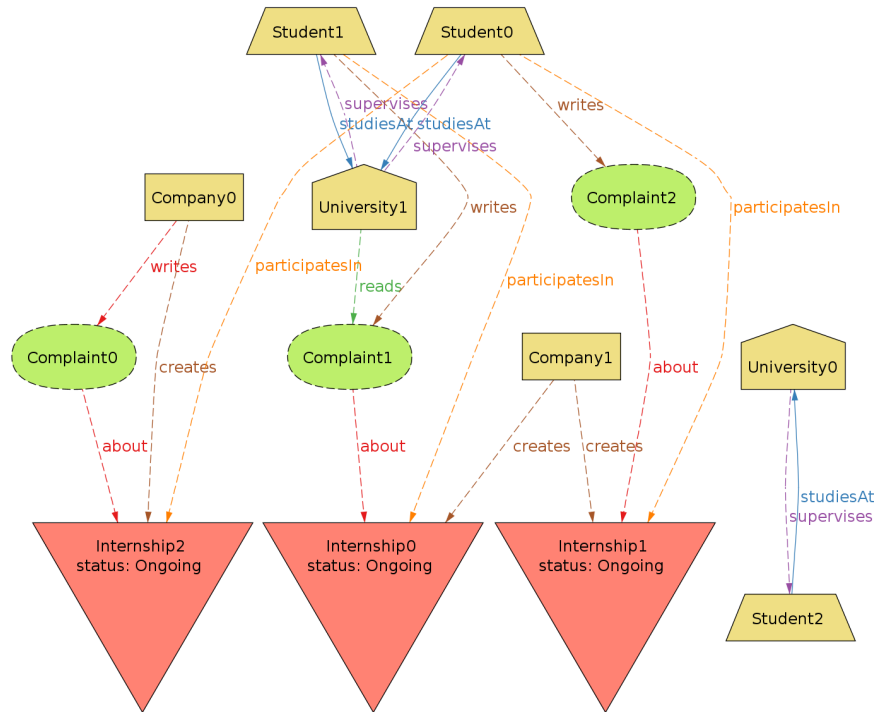 Student1
Student0
supervises
studiesAt
studiesAt
writes
supervises
Company0
University1
Complaint2
writes
participatesIn
writes
participatesIn
participatesIn
reads
Complaint0
Complaint1
Company1
University0
creates
about
about
about
creates
creates
studiesAt
supervises
Internship2
status: Ongoing
Internship0
status: Ongoing
Internship1
status: Ongoing
Student2